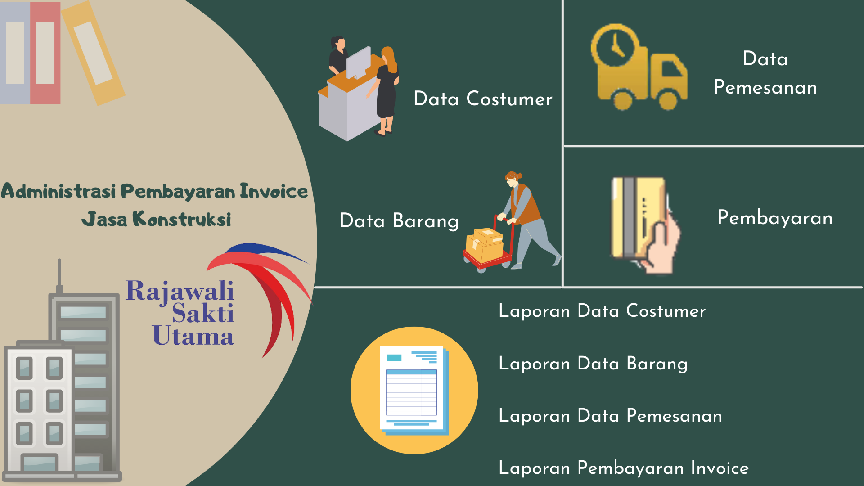 Administrasi Pembayaran Invoice
Jasa Konstruksi
Rajawali
Sakti
Utama
Data Costumer
Data Barang
Data
Pemesanan
Pembayaran
Laporan Data Costumer
Laporan Data Barang
Laporan Data Pemesanan
Laporan Pembayaran Invoice